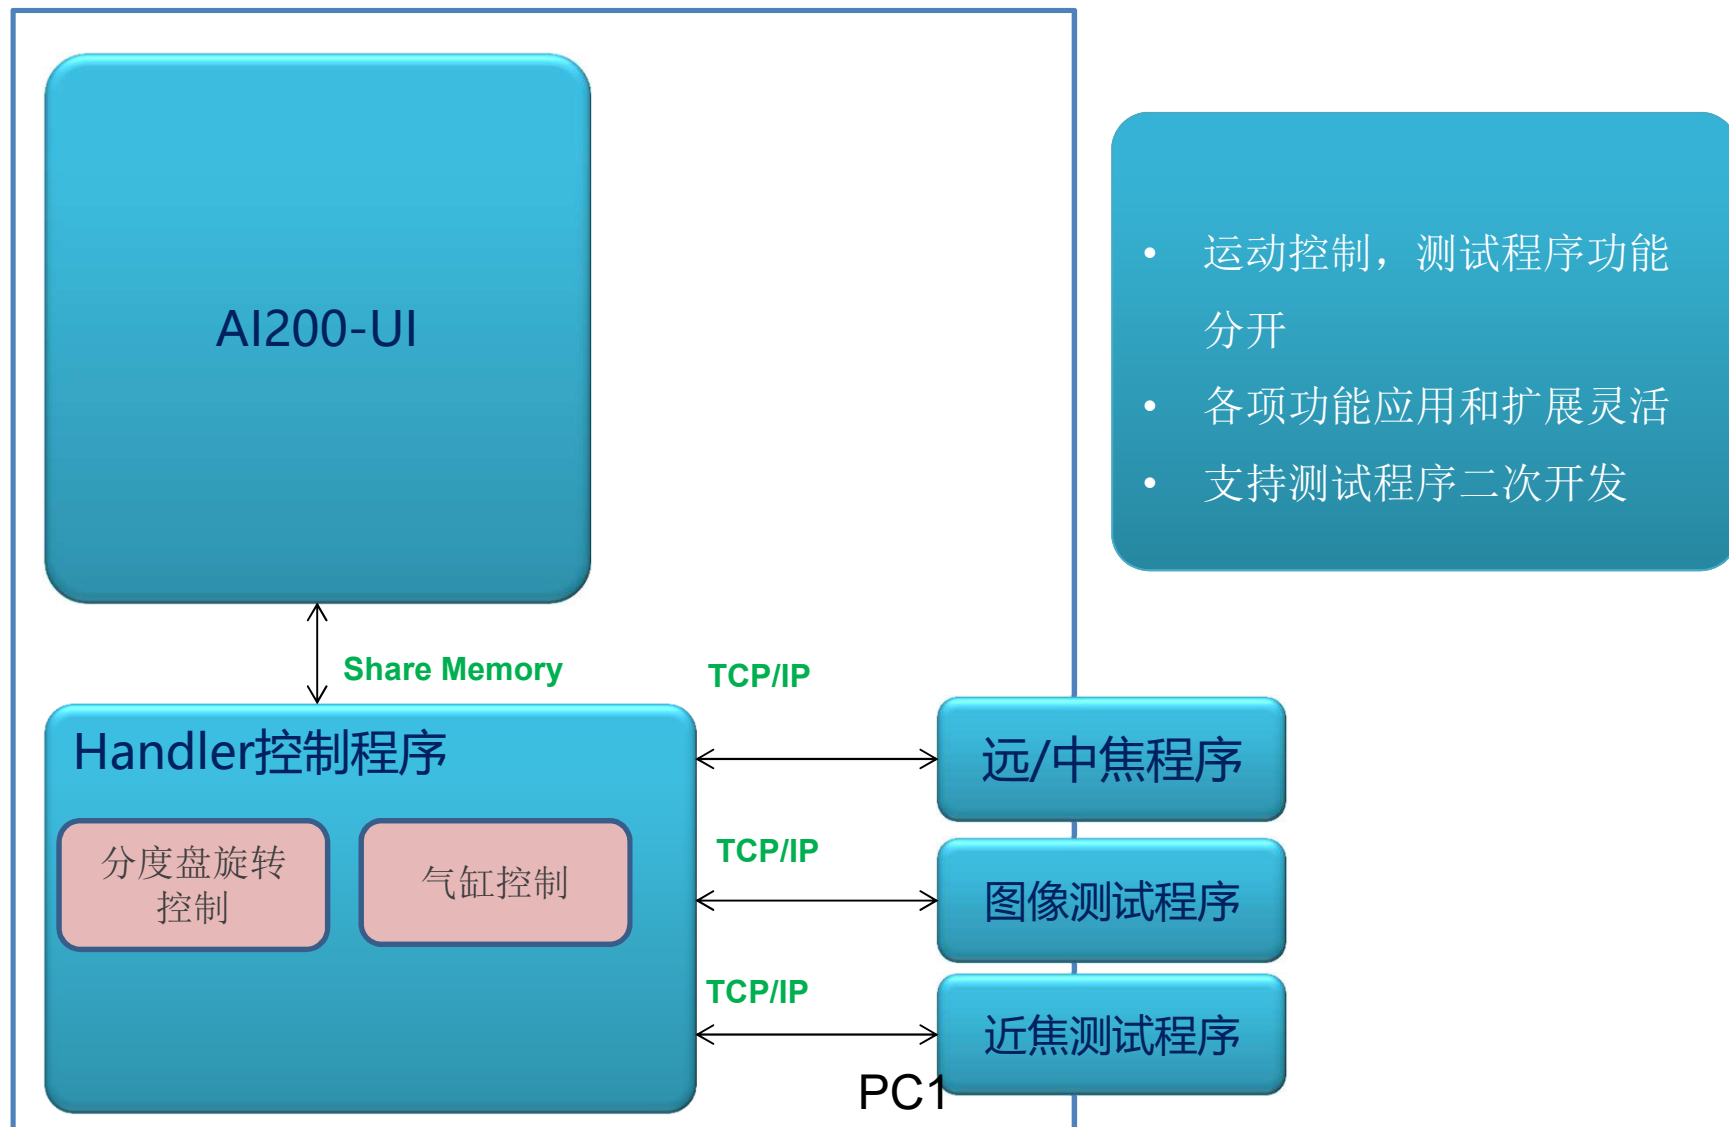 AI200-UI
• 运动控制，测试程序功能
分开
• 各项功能应用和扩展灵活
• 支持测试程序二次开发
Share Memory
TCP/IP
Handler控制程序
远/中焦程序
分度盘旋转
控制
气缸控制
TCP/IP
图像测试程序
TCP/IP
近焦测试程序
PC1